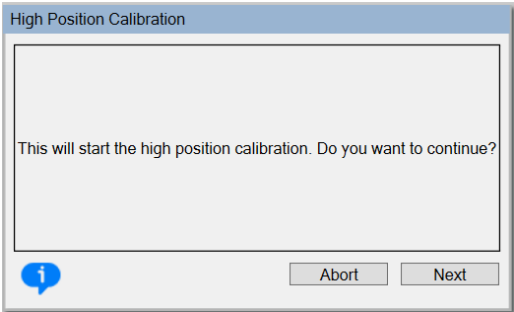 High Position Calibration
This will start the high position calibration. Do you want to continue?
i
Abort Next